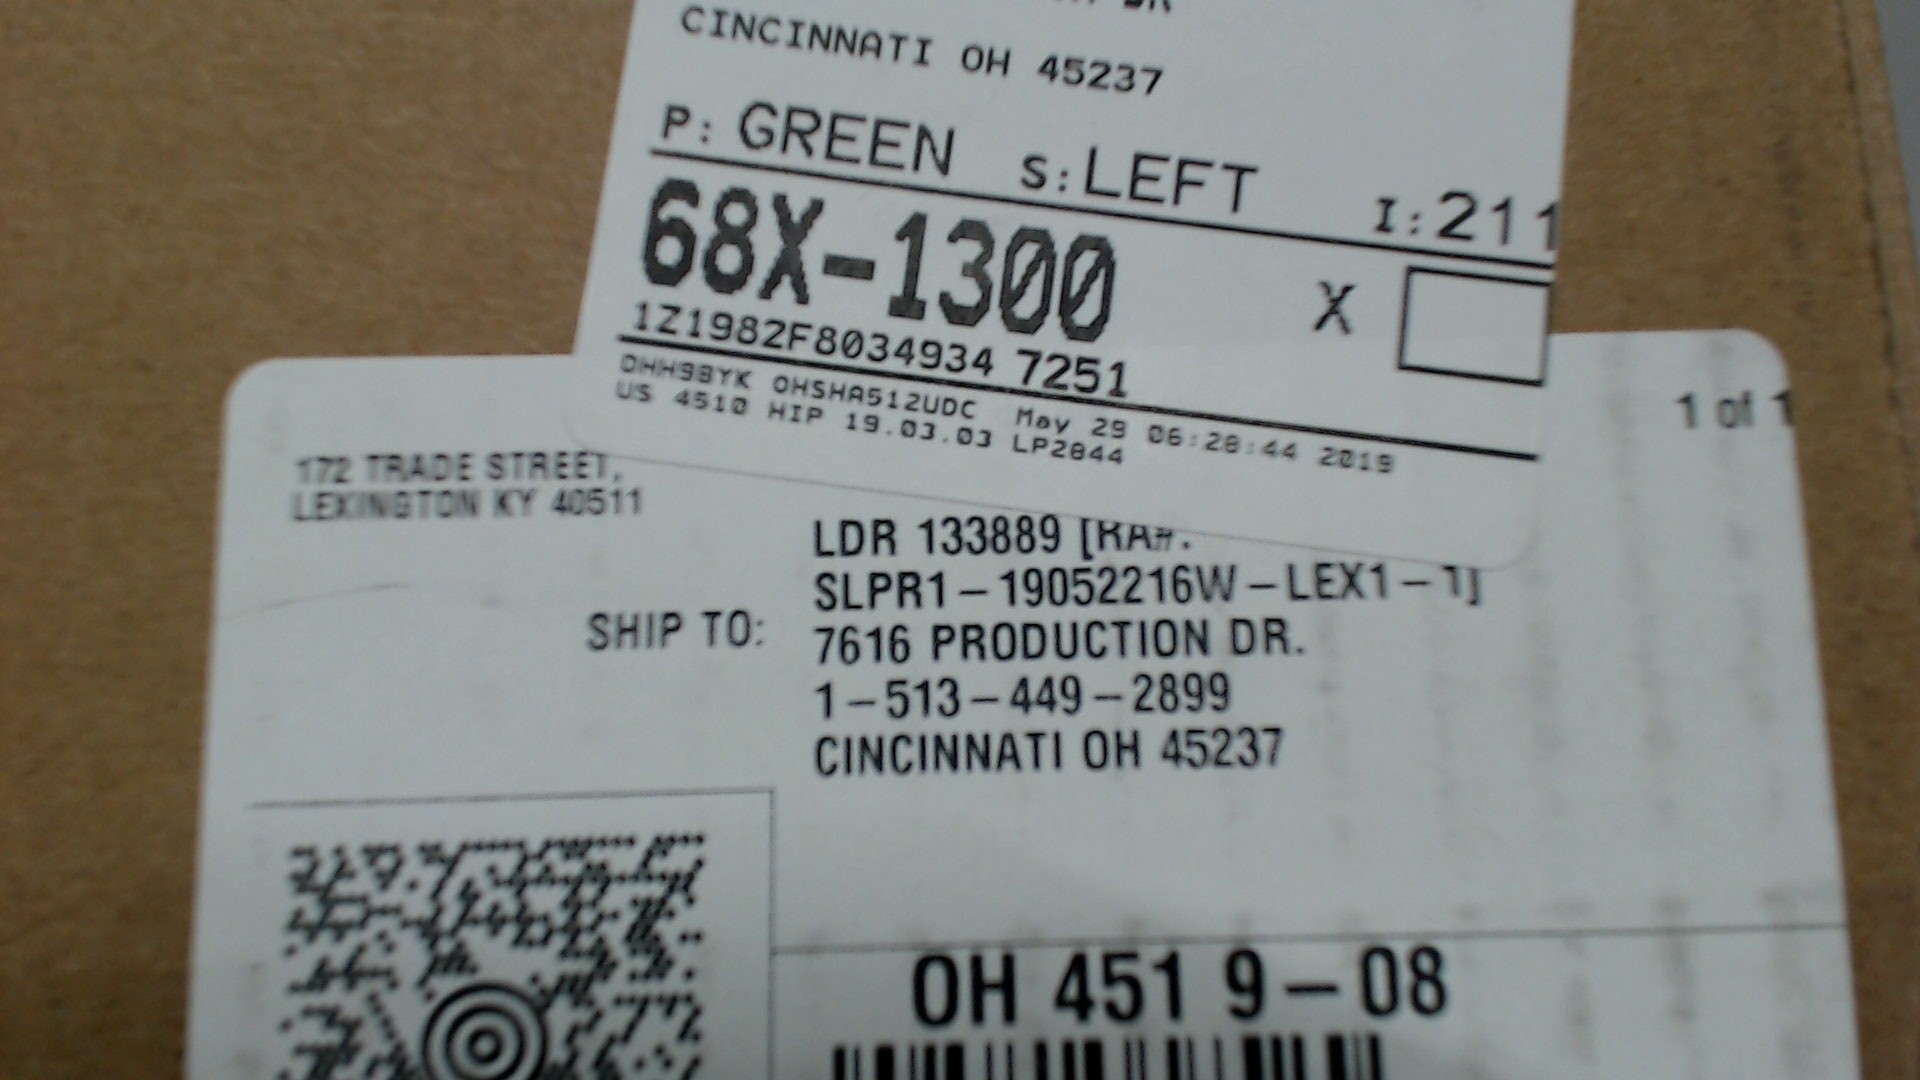 CINCINNATI OH 45237
P: GREEN S: LEFT I: 211
68X-1300
X
1Z1982F8034934 7251
DHH9BYK OHSHA512UDC May 29 06:28:44 2019
US 4510 HIP 19.03.03 LP2844
1 of 1
172 TRADE STREET,
LEXINGTON KY 40511
LDR 133889 [RA#:
SLPR1-19052216W-LEX1-1]
SHIP TO:
7616 PRODUCTION DR.
1-513-449-2899
CINCINNATI OH 45237
OH 451 9-08